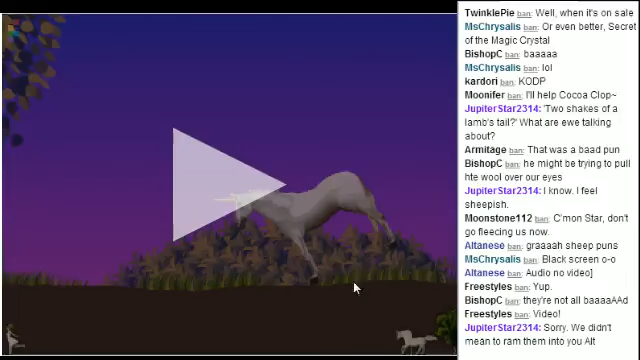 TwinklePie ban: Well, when it's on sale
MsChrysalis ban: Or even better, Secret
of the Magic Crystal
BishopC ban: baaaaa
MsChrysalis ban: lol
kardori ban: KODP
Moonifer ban: I'll help Cocoa Clop~
JupiterStar2314: 'Two shakes of a
lamb's tail?' What are ewe talking
about?
Armitage ban: That was a baad pun
BishopC ban: he might be trying to pull
hte wool over our eyes
JupiterStar2314: I know. I feel
sheepish.
Moonstone112 ban: C'mon Star, don't
go fleecing us now.
Altanese ban: graaaah sheep puns
MsChrysalis ban: Black screen o-o
Altanese ban: Audio no video]
Freestyles ban: Yup.
BishopC ban: they're not all baaaaAAd
Freestyles ban: Video!
JupiterStar2314: Sorry. We didn't
mean to ram them into you Alt